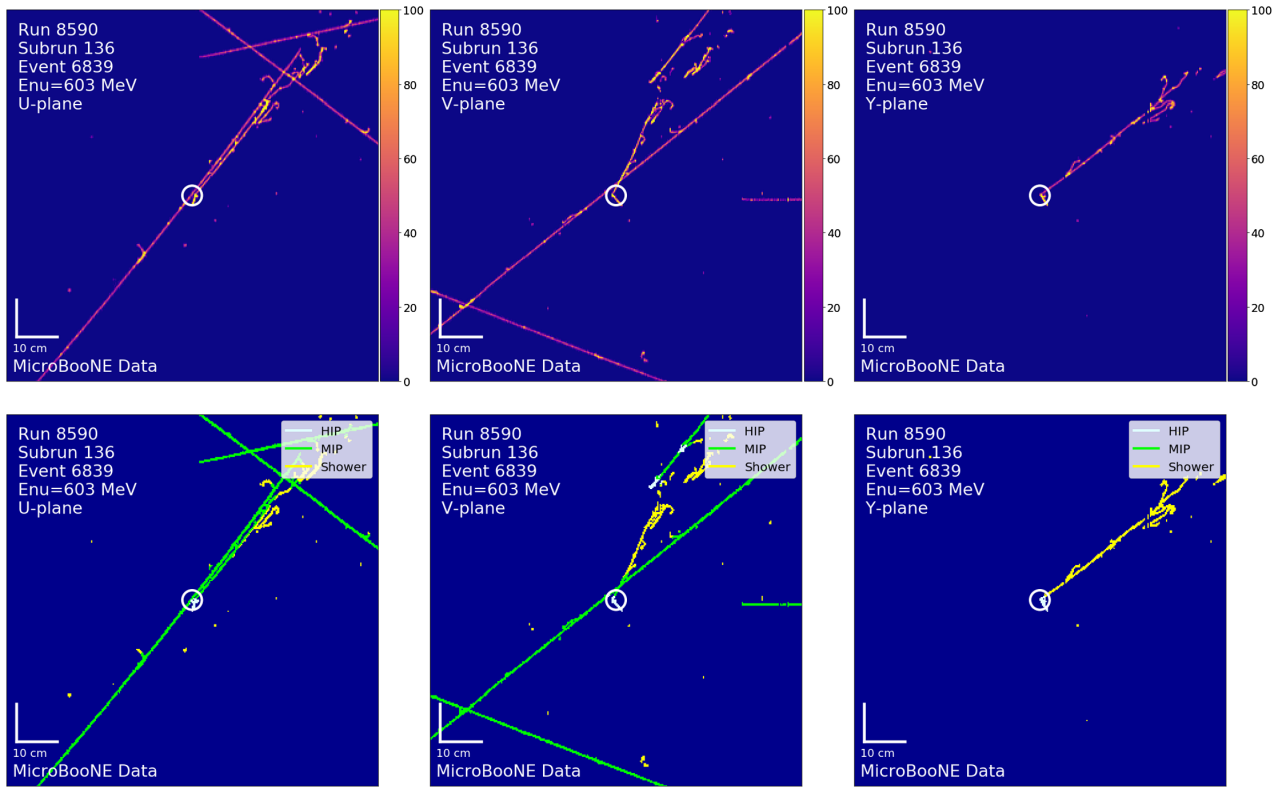 Run 8590
Subrun 136
Event 6839
Enu=603 MeV
U-plane
10 cm
MicroBooNE Data
100
80
60
40
20
0
Run 8590
Subrun 136
Event 6839
Enu=603 MeV
V-plane
10 cm
MicroBooNE Data
100
80
60
40
20
0
Run 8590
Subrun 136
Event 6839
Enu=603 MeV
Y-plane
10 cm
MicroBooNE Data
100
80
60
40
20
0
Run 8590
Subrun 136
Event 6839
Enu=603 MeV
U-plane
HIP
MIP
Shower
10 cm
MicroBooNE Data
Run 8590
Subrun 136
Event 6839
Enu=603 MeV
V-plane
HIP
MIP
Shower
10 cm
MicroBooNE Data
Run 8590
Subrun 136
Event 6839
Enu=603 MeV
Y-plane
HIP
MIP
Shower
10 cm
MicroBooNE Data